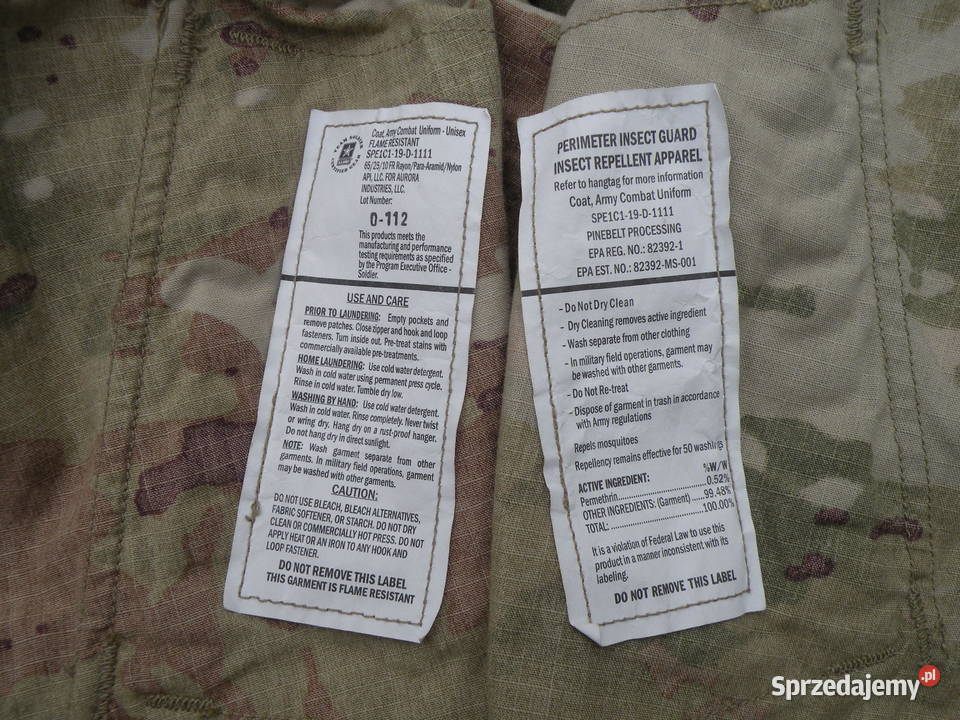 Coat, Army Combat Uniform - Unisex
FLAME RESISTANT
SPE1C1-19-D-1111
65/25/10 FR Rayon/Para-Aramid/Nylon
API, LLC. FOR AURORA
INDUSTRIES, LLC.
Lot Number:
0-112
This products meets the
manufacturing and performance
testing requirements as specified
by the Program Executive Office -
Soldier.
USE AND CARE
PRIOR TO LAUNDERING: Empty pockets and
remove patches. Close zipper and hook and loop
fasteners. Turn inside out. Pre-treat stains with
commercially available pre-treatments.
HOME LAUNDERING: Use cold water detergent.
Wash in cold water using permanent press cycle.
Rinse in cold water. Tumble dry low.
WASHING BY HAND: Use cold water detergent.
Wash in cold water. Rinse completely. Never twist
or wring dry. Hang dry on a rust-proof hanger.
Do not hang dry in direct sunlight.
NOTE: Wash garment separate from other
garments. In military field operations, garment
may be washed with other garments.
CAUTION:
DO NOT USE BLEACH, BLEACH ALTERNATIVES,
FABRIC SOFTENER, OR STARCH. DO NOT DRY
CLEAN OR COMMERCIALLY HOT PRESS. DO NOT
APPLY HEAT OR AN IRON TO ANY HOOK AND
LOOP FASTENER.
DO NOT REMOVE THIS LABEL
THIS GARMENT IS FLAME RESISTANT
PERIMETER INSECT GUARD
INSECT REPELLENT APPAREL
Refer to hangtag for more information
Coat, Army Combat Uniform
SPE1C1-19-D-1111
PINEBELT PROCESSING
EPA REG. NO.: 82392-1
EPA EST. NO.: 82392-MS-001
- Do Not Dry Clean
- Dry Cleaning removes active ingredient
- Wash separate from other clothing
- In military field operations, garment may
be washed with other garments.
- Do Not Re-treat
- Dispose of garment in trash in accordance
with Army regulations
Repels mosquitoes
Repellency remains effective for 50 washings
%W/W
ACTIVE INGREDIENT:
Permethrin..........................0.52%
OTHER INGREDIENTS: (Garment) .....99.48%
TOTAL: ..............................100.00%
It is a violation of Federal Law to use this
product in a manner inconsistent with its
labeling.
DO NOT REMOVE THIS LABEL
Sprzedajemy.pl